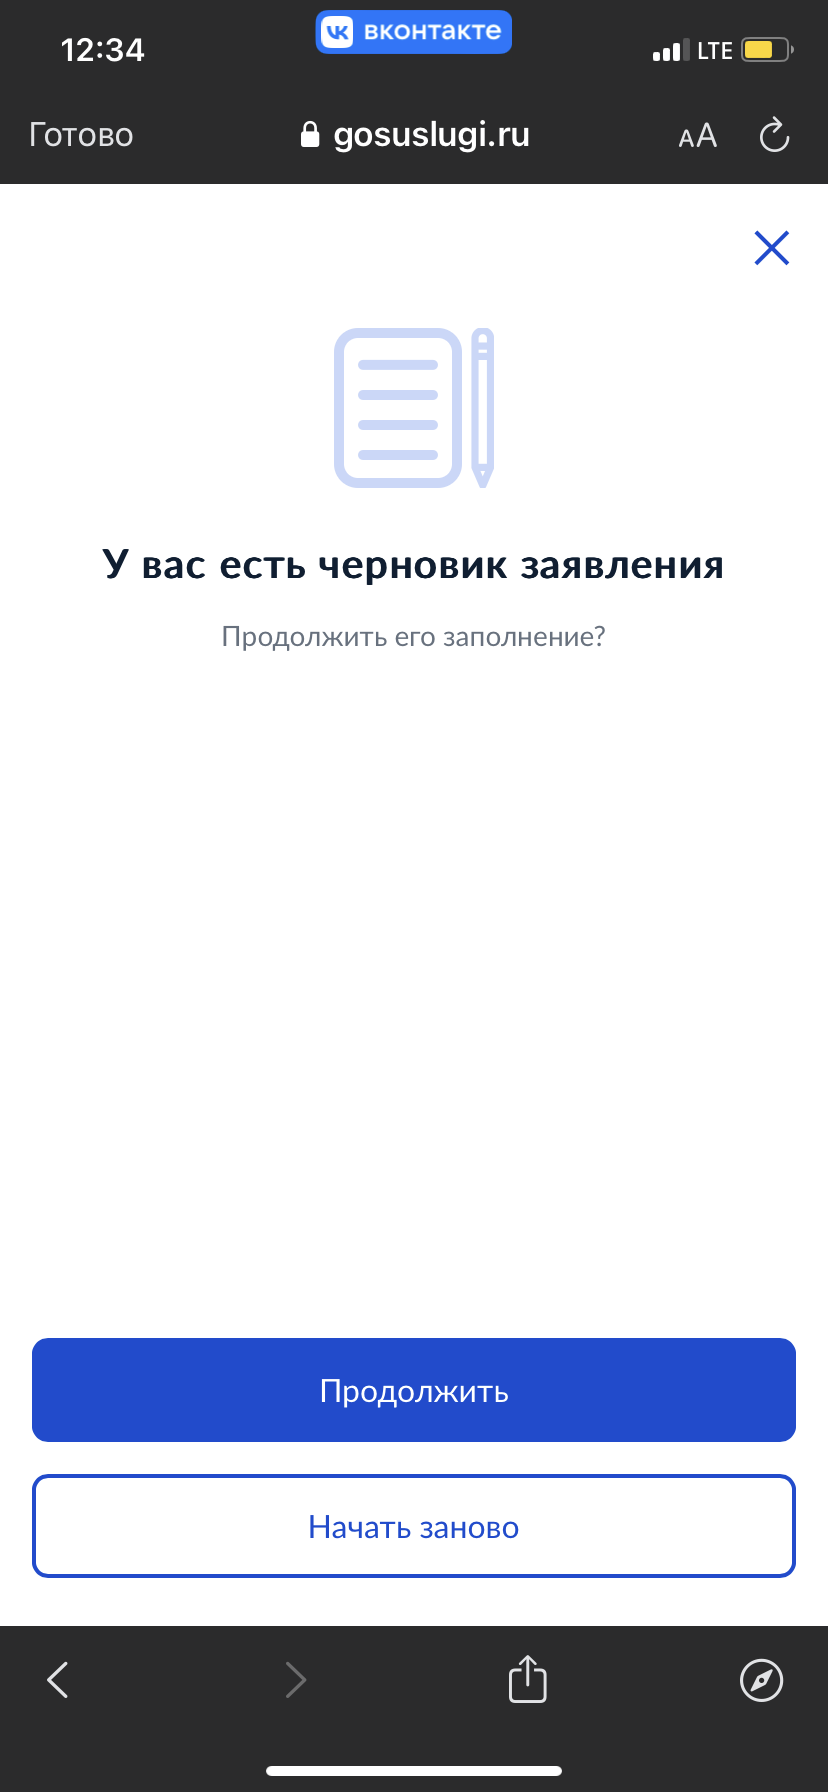 12:34
вконтакте
LTE
Готово
gosuslugi.ru
AA
У вас есть черновик заявления
Продолжить его заполнение?
Продолжить
Начать заново